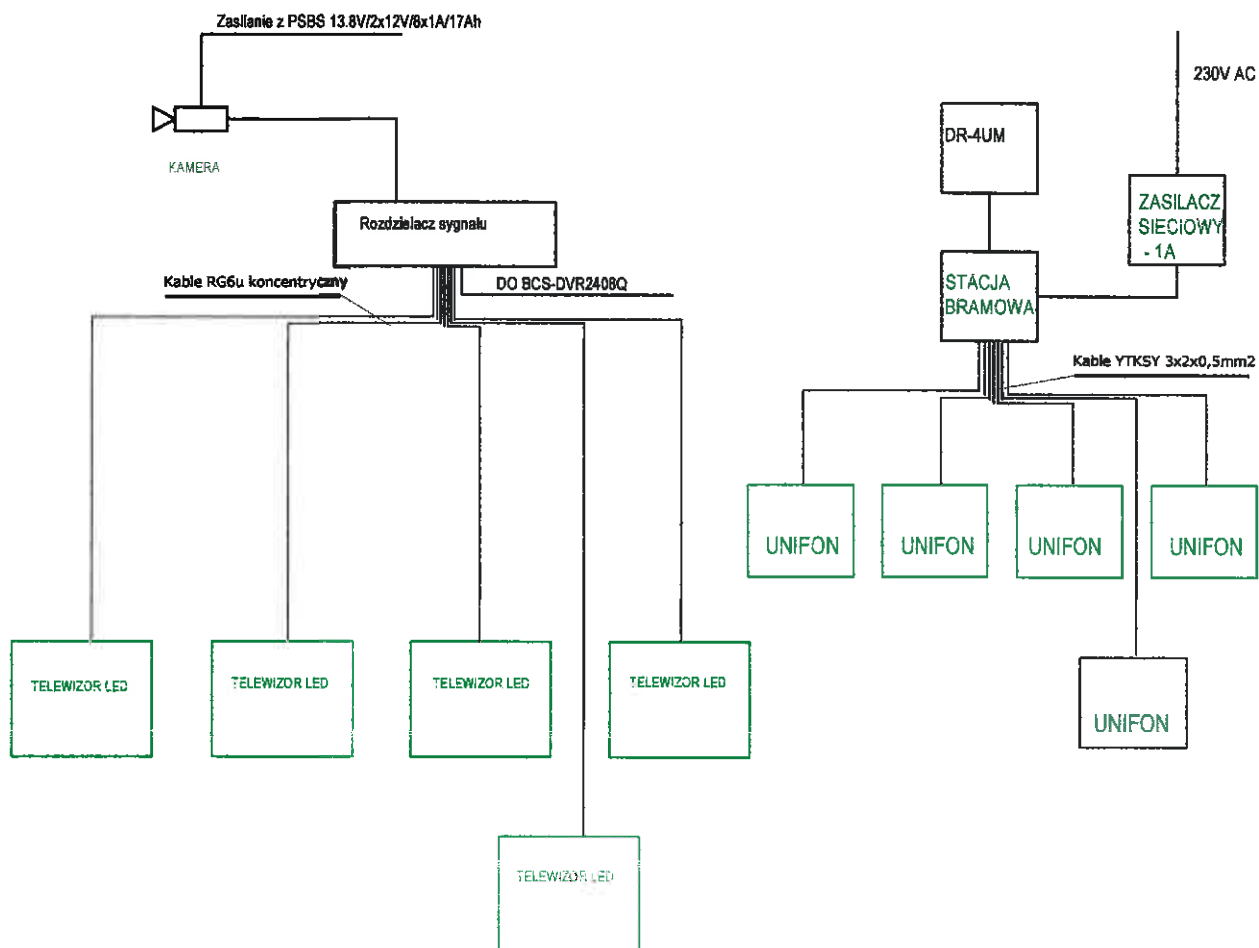 Zasilanie z PSBS 13.8V/2x12V/8x1A/17Ah
230V AC
KAMERA
DR-4UM
ZASILACZ
SIECIOWY
- 1A
Rozdzielacz sygnału
Kable RG6u koncentryczny
DO BCS-DVR2408Q
STACJA
BRAMOWA
Kable YTKSY 3x2x0,5mm2
UNIFON
UNIFON
UNIFON
UNIFON
TELEWIZOR LED
TELEWIZOR LED
TELEWIZOR LED
TELEWIZOR LED
UNIFON
TELEWIZOR LED